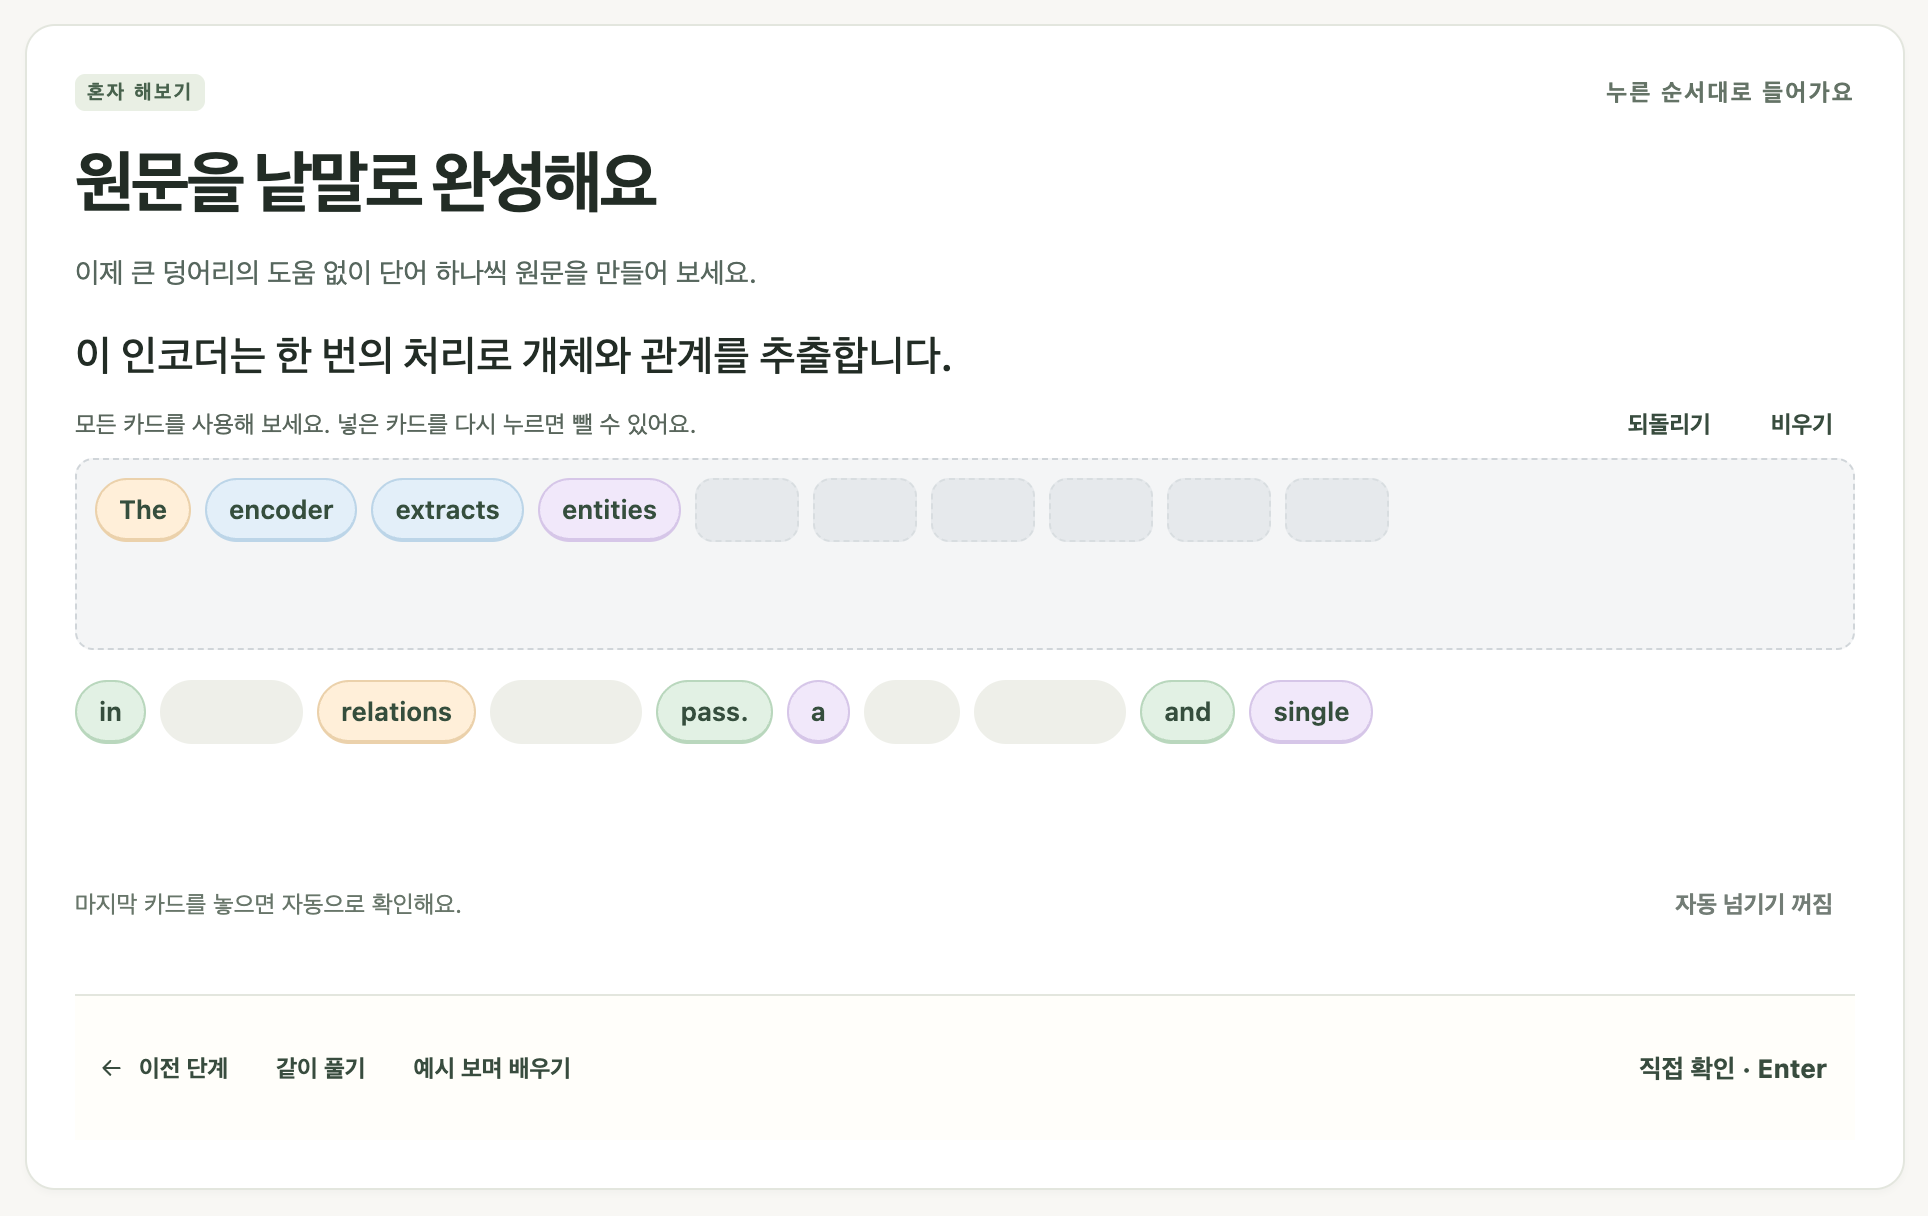 혼자 해보기
누른 순서대로 들어가요
원문을 낱말로 완성해요
이제 큰 덩어리의 도움 없이 단어 하나씩 원문을 만들어 보세요.
이 인코더는 한 번의 처리로 개체와 관계를 추출합니다.
모든 카드를 사용해 보세요. 넣은 카드를 다시 누르면 뺄 수 있어요.
되돌리기 비우기
The encoder extracts entities
in relations pass. a and single
마지막 카드를 놓으면 자동으로 확인해요.
자동 넘기기 꺼짐
← 이전 단계 같이 풀기 예시 보며 배우기
직접 확인 · Enter